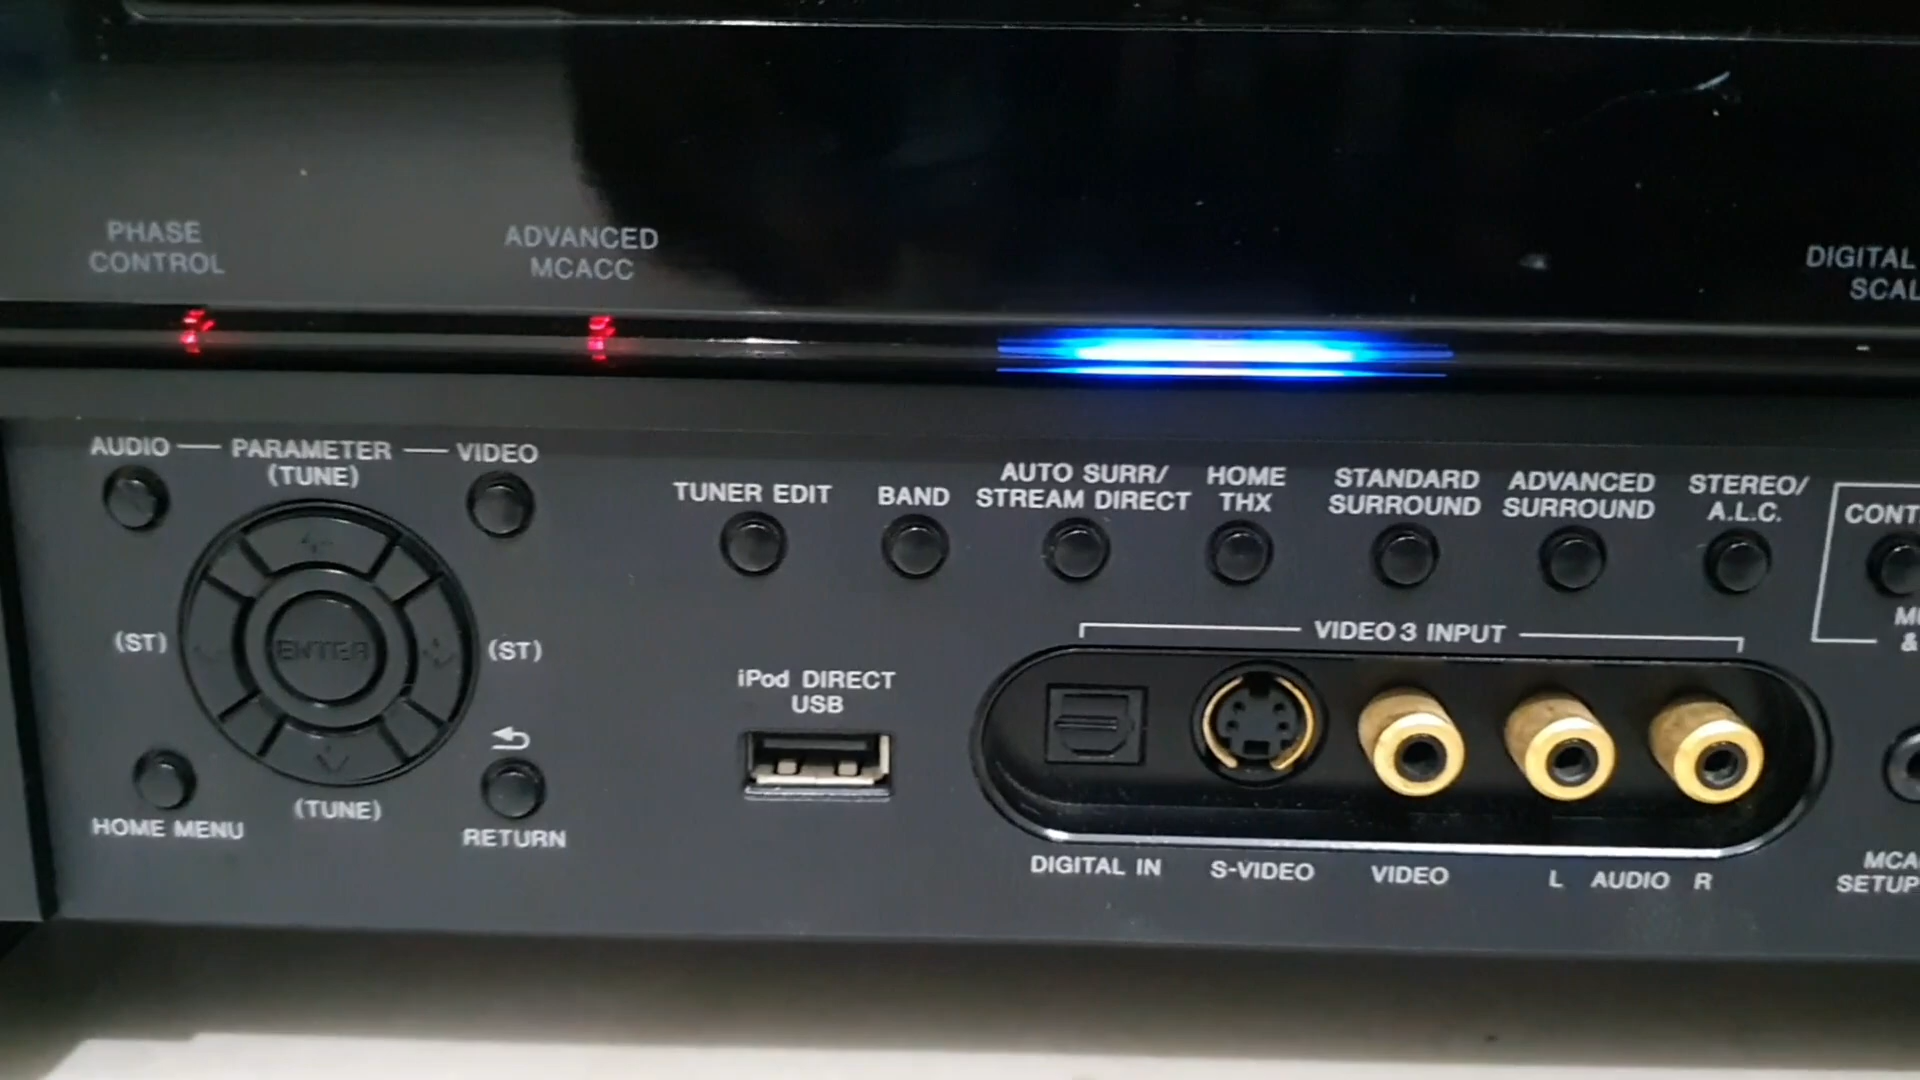 PHASE
CONTROL
ADVANCED
MCACC
DIGITAL
AUDIO
PARAMETER
(TUNE)
VIDEO
TUNER EDIT
BAND
AUTO SURR/
STREAM DIRECT
HOME
THX
STANDARD
SURROUND
ADVANCED
SURROUND
STEREO/
A.L.C.
(ST)
ENTER
(ST)
VIDEO 3 INPUT
&
iPod DIRECT
USB
HOME MENU
(TUNE)
RETURN
DIGITAL IN
S-VIDEO
VIDEO
L AUDIO R
SETUP